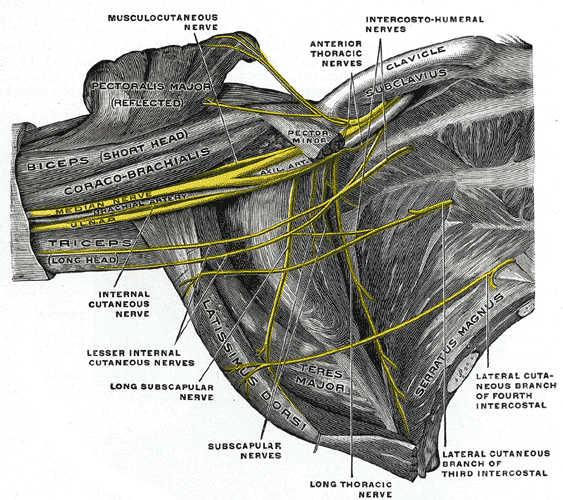 MUSCULOCUTANEOUS
NERVE
INTERCOSTO-HUMERAL
NERVES
ANTERIOR
THORACIC
NERVES
CLAVICLE
SUBCLAVIUS
PECTORALIS MAJOR
(REFLECTED)
PECTOR.
MINOR
BICEPS (SHORT HEAD)
CORACO-BRACHIALIS
AXIL. ART.
MEDIAN NERVE
BRACHIAL ARTERY
ULNAR
TRICEPS
(LONG HEAD)
INTERNAL
CUTANEOUS
NERVE
LESSER INTERNAL
CUTANEOUS NERVES
LONG SUBSCAPULAR
NERVE
LATISSIMUS DORSI
TERES
MAJOR
SERRATUS MAGNUS
SUBSCAPULAR
NERVES
LONG THORACIC
NERVE
LATERAL CUTA-
NEOUS BRANCH
OF FOURTH
INTERCOSTAL
LATERAL CUTANEOUS
BRANCH OF
THIRD INTERCOSTAL